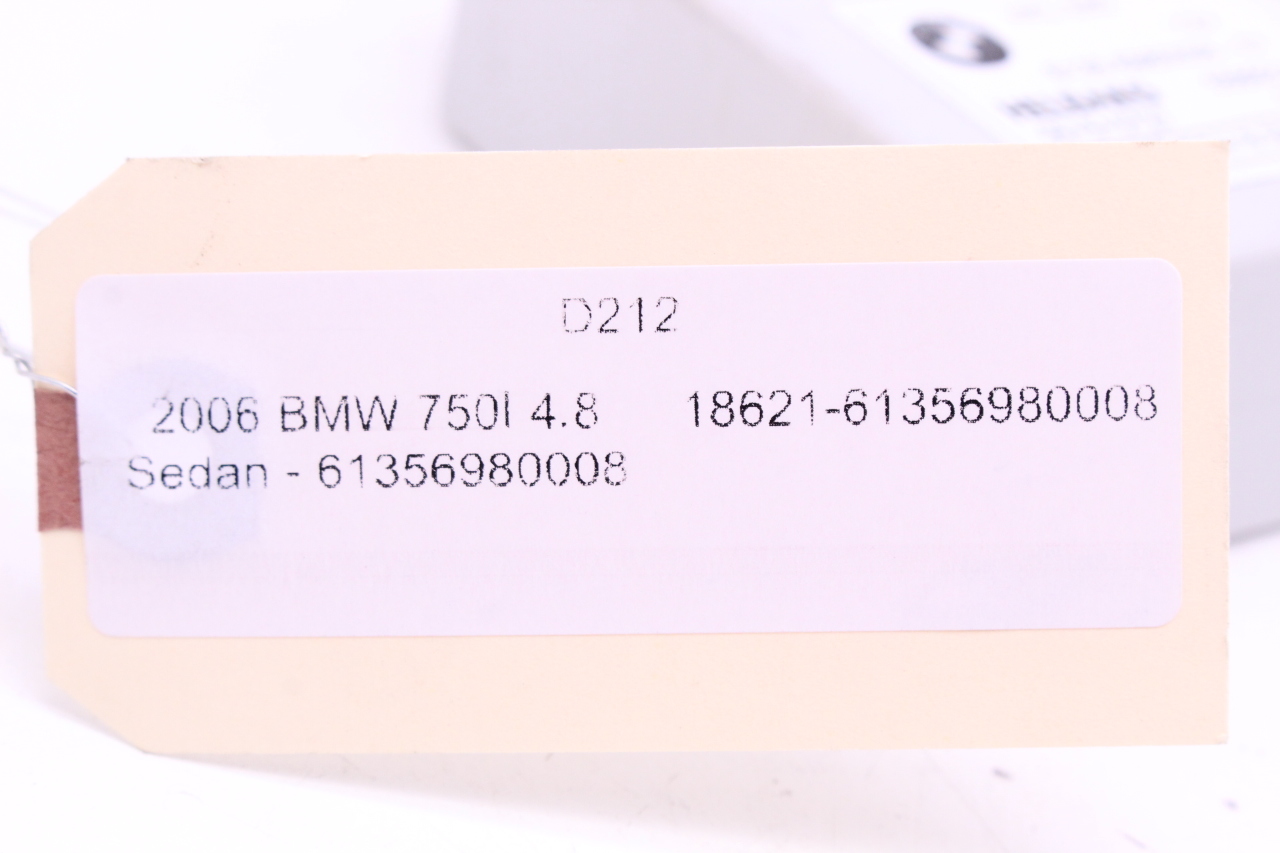 D212
2006 BMW 750I 4.8 18621-61356980008
Sedan - 61356980008